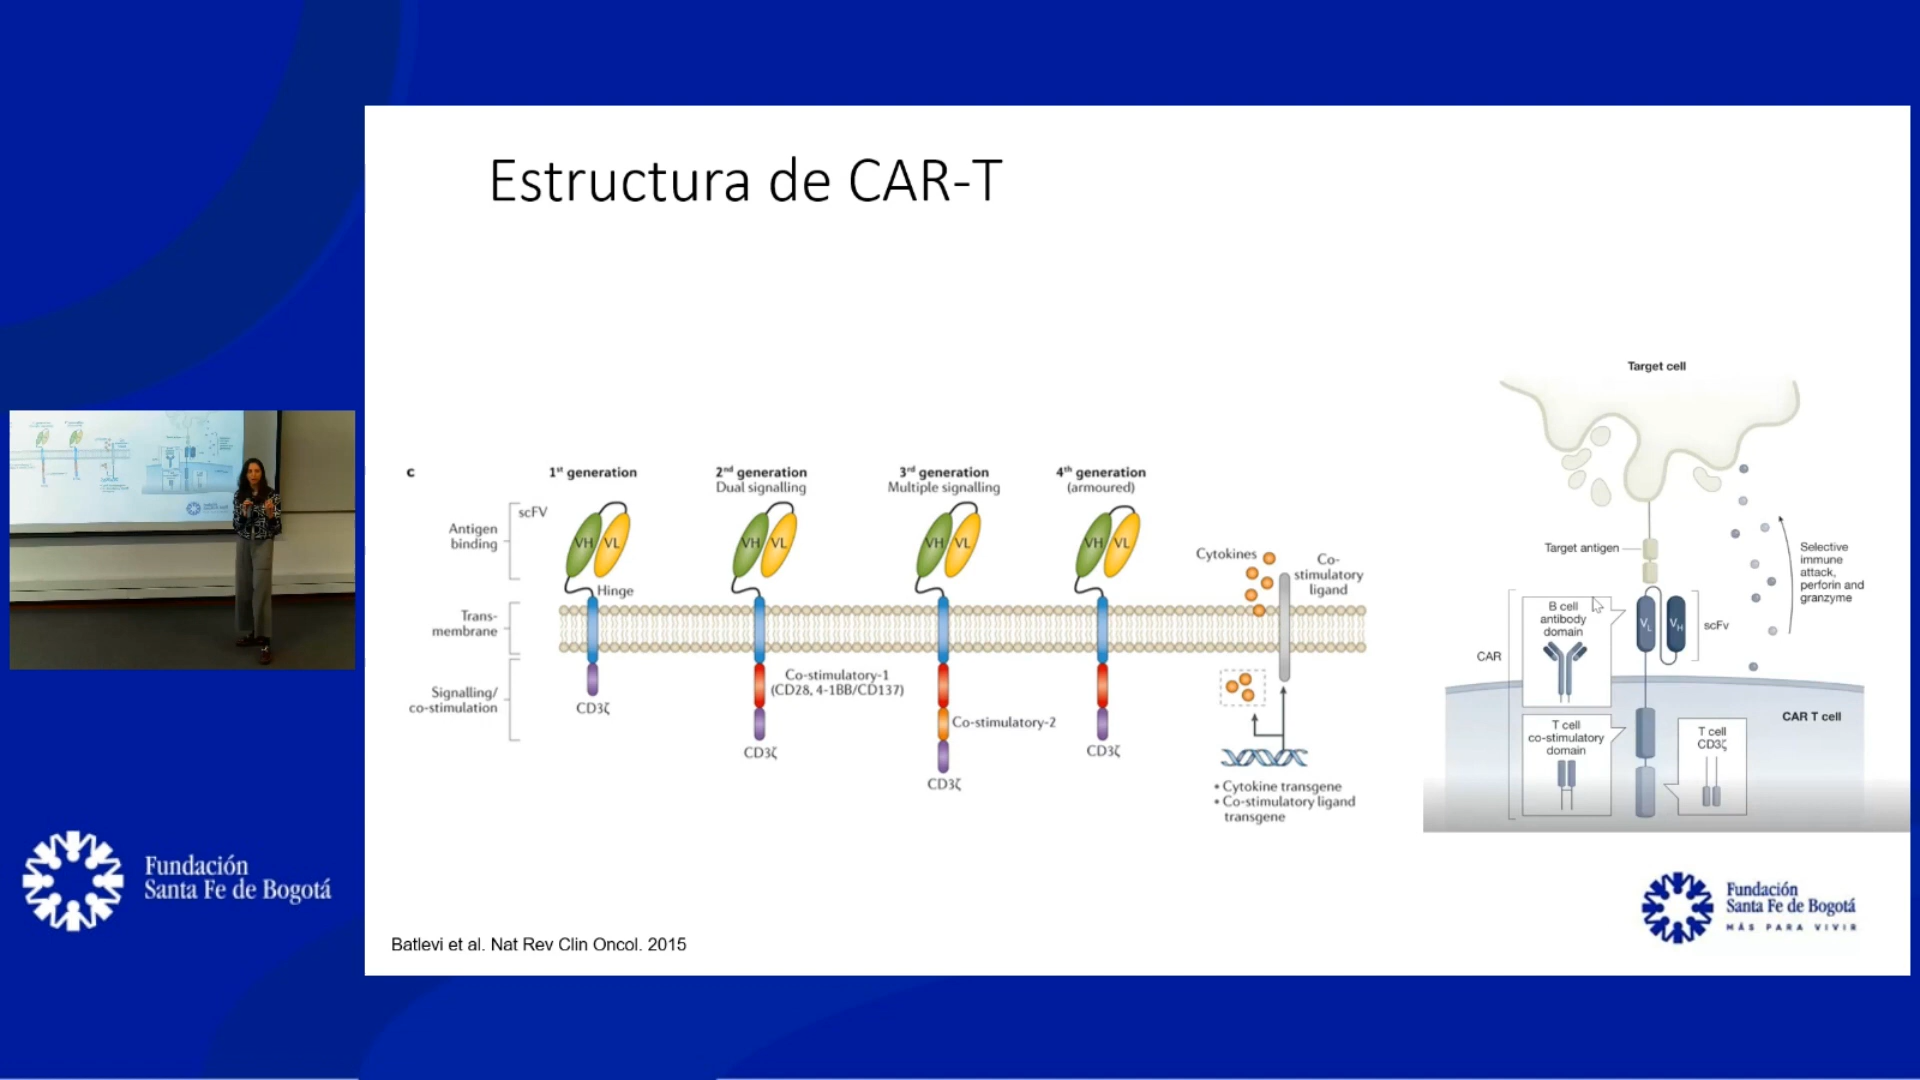 Estructura de CAR-T
c
1st generation
2nd generation
Dual signalling
3rd generation
Multiple signalling
4th generation
(armoured)
Antigen
binding
scFV
VH VL
VH VL
VH VL
VH VL
Hinge
Trans-
membrane
Signalling/
co-stimulation
CD3ζ
Co-stimulatory-1
(CD28, 4-1BB/CD137)
CD3ζ
Co-stimulatory-2
CD3ζ
CD3ζ
Cytokines
Co-
stimulatory
ligand
• Cytokine transgene
• Co-stimulatory ligand
transgene
Target cell
Target antigen
Selective
immune
attack,
perforin and
granzyme
B cell
antibody
domain
VL
VH
scFv
CAR
T cell
co-stimulatory
domain
T cell
CD3ζ
CAR T cell
Fundación
Santa Fe de Bogotá
Fundación
Santa Fe de Bogotá
MÁS PARA VIVIR
Batlevi et al. Nat Rev Clin Oncol. 2015